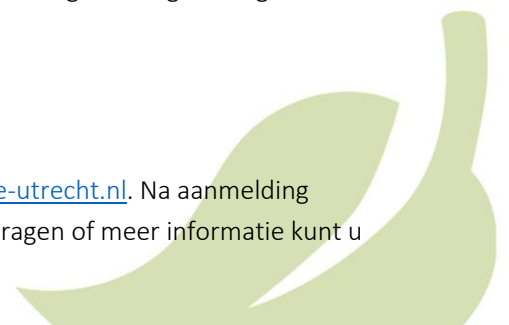 e-utrecht.nl. Na aanmelding
ragen of meer informatie kunt u